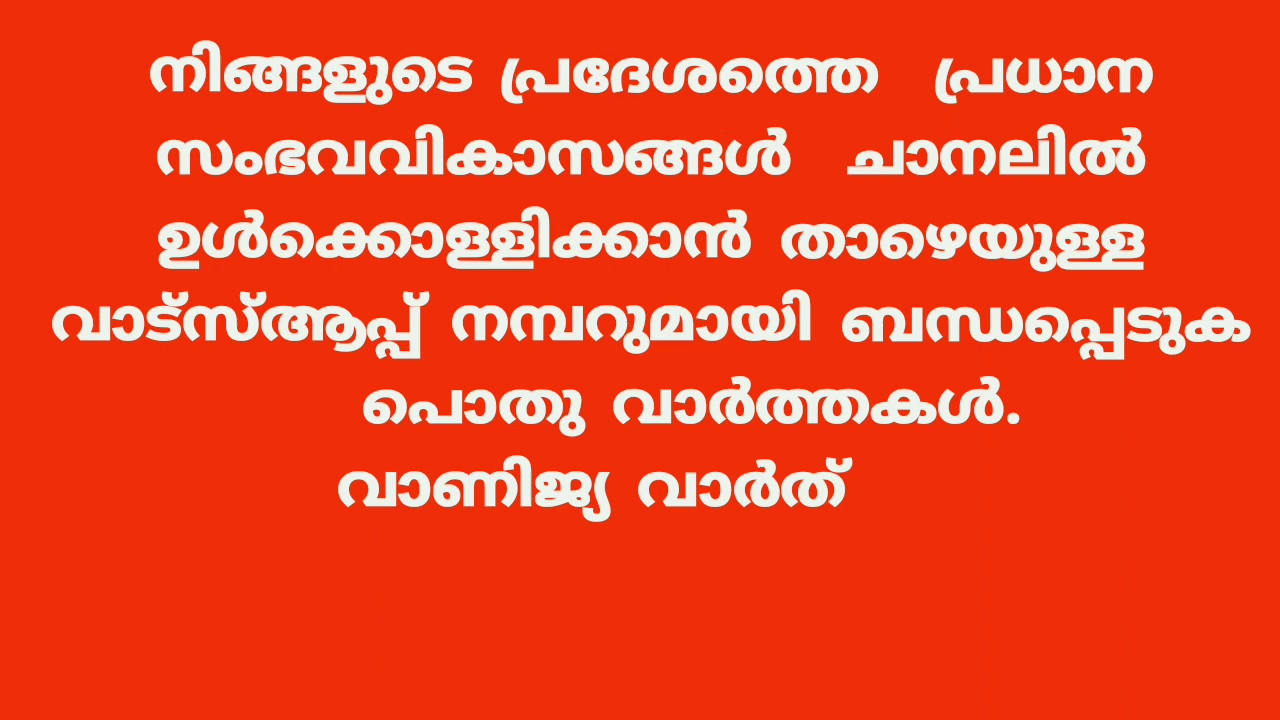 നിങ്ങളുടെ പ്രദേശത്തെ പ്രധാന
സംഭവവികാസങ്ങൾ ചാനലിൽ
ഉൾക്കൊള്ളിക്കാൻ താഴെയുള്ള
വാട്സ്ആപ്പ് നമ്പറുമായി ബന്ധപ്പെടുക
പൊതു വാർത്തകൾ.
വാണിജ്യ വാർത്